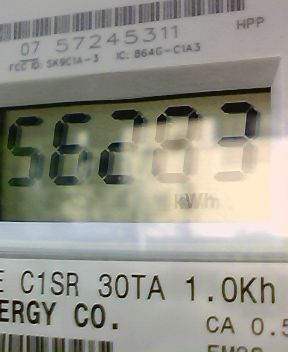 HPP
07 57245311
FCC ID: SK9C1A-3 IC: 864G-C1A3
56283
kWh
E C1SR 30TA 1.0Kh
ERGY CO.
CA 0.5